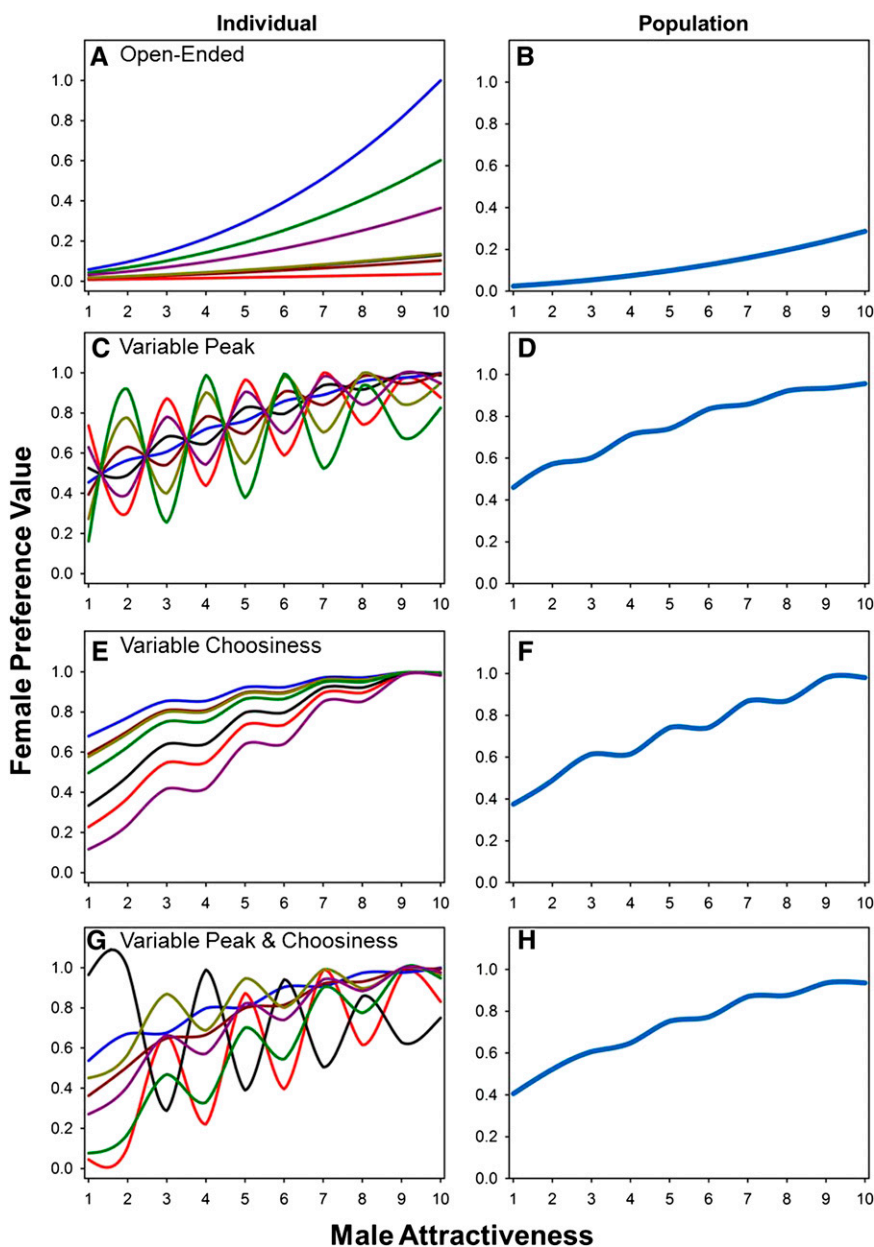 Individual
Population
Female Preference Value
A Open-Ended
1.0
0.8
0.6
0.4
0.2
0.0
1 2 3 4 5 6 7 8 9 10
B
1.0
0.8
0.6
0.4
0.2
0.0
1 2 3 4 5 6 7 8 9 10
C Variable Peak
1.0
0.8
0.6
0.4
0.2
0.0
1 2 3 4 5 6 7 8 9 10
D
1.0
0.8
0.6
0.4
0.2
0.0
1 2 3 4 5 6 7 8 9 10
E Variable Choosiness
1.0
0.8
0.6
0.4
0.2
0.0
1 2 3 4 5 6 7 8 9 10
F
1.0
0.8
0.6
0.4
0.2
0.0
1 2 3 4 5 6 7 8 9 10
G Variable Peak & Choosiness
1.0
0.8
0.6
0.4
0.2
0.0
1 2 3 4 5 6 7 8 9 10
H
1.0
0.8
0.6
0.4
0.2
0.0
1 2 3 4 5 6 7 8 9 10
Male Attractiveness